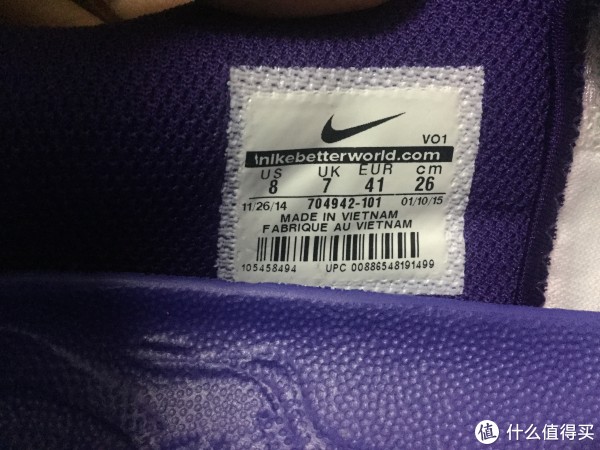 VO1
nikebetterworld.com
US UK EUR cm
8 7 41 26
11/26/14 704942-101 01/10/15
MADE IN VIETNAM
FABRIQUE AU VIETNAM
105458494 UPC 00886548191499
值 什么值得买